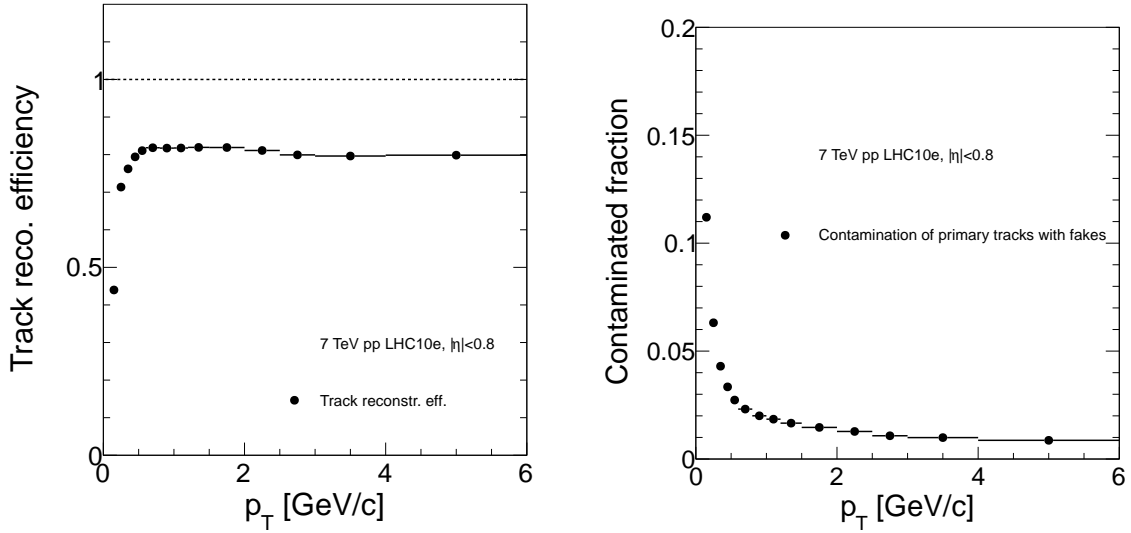 Track reco. efficiency
1
0.5
0
7 TeV pp LHC10e, |η|<0.8
Track reconstr. eff.
0 2 4 6
p_T [GeV/c]
Contaminated fraction
0.2
0.15
0.1
0.05
0
7 TeV pp LHC10e, |η|<0.8
Contamination of primary tracks with fakes
0 2 4 6
p_T [GeV/c]